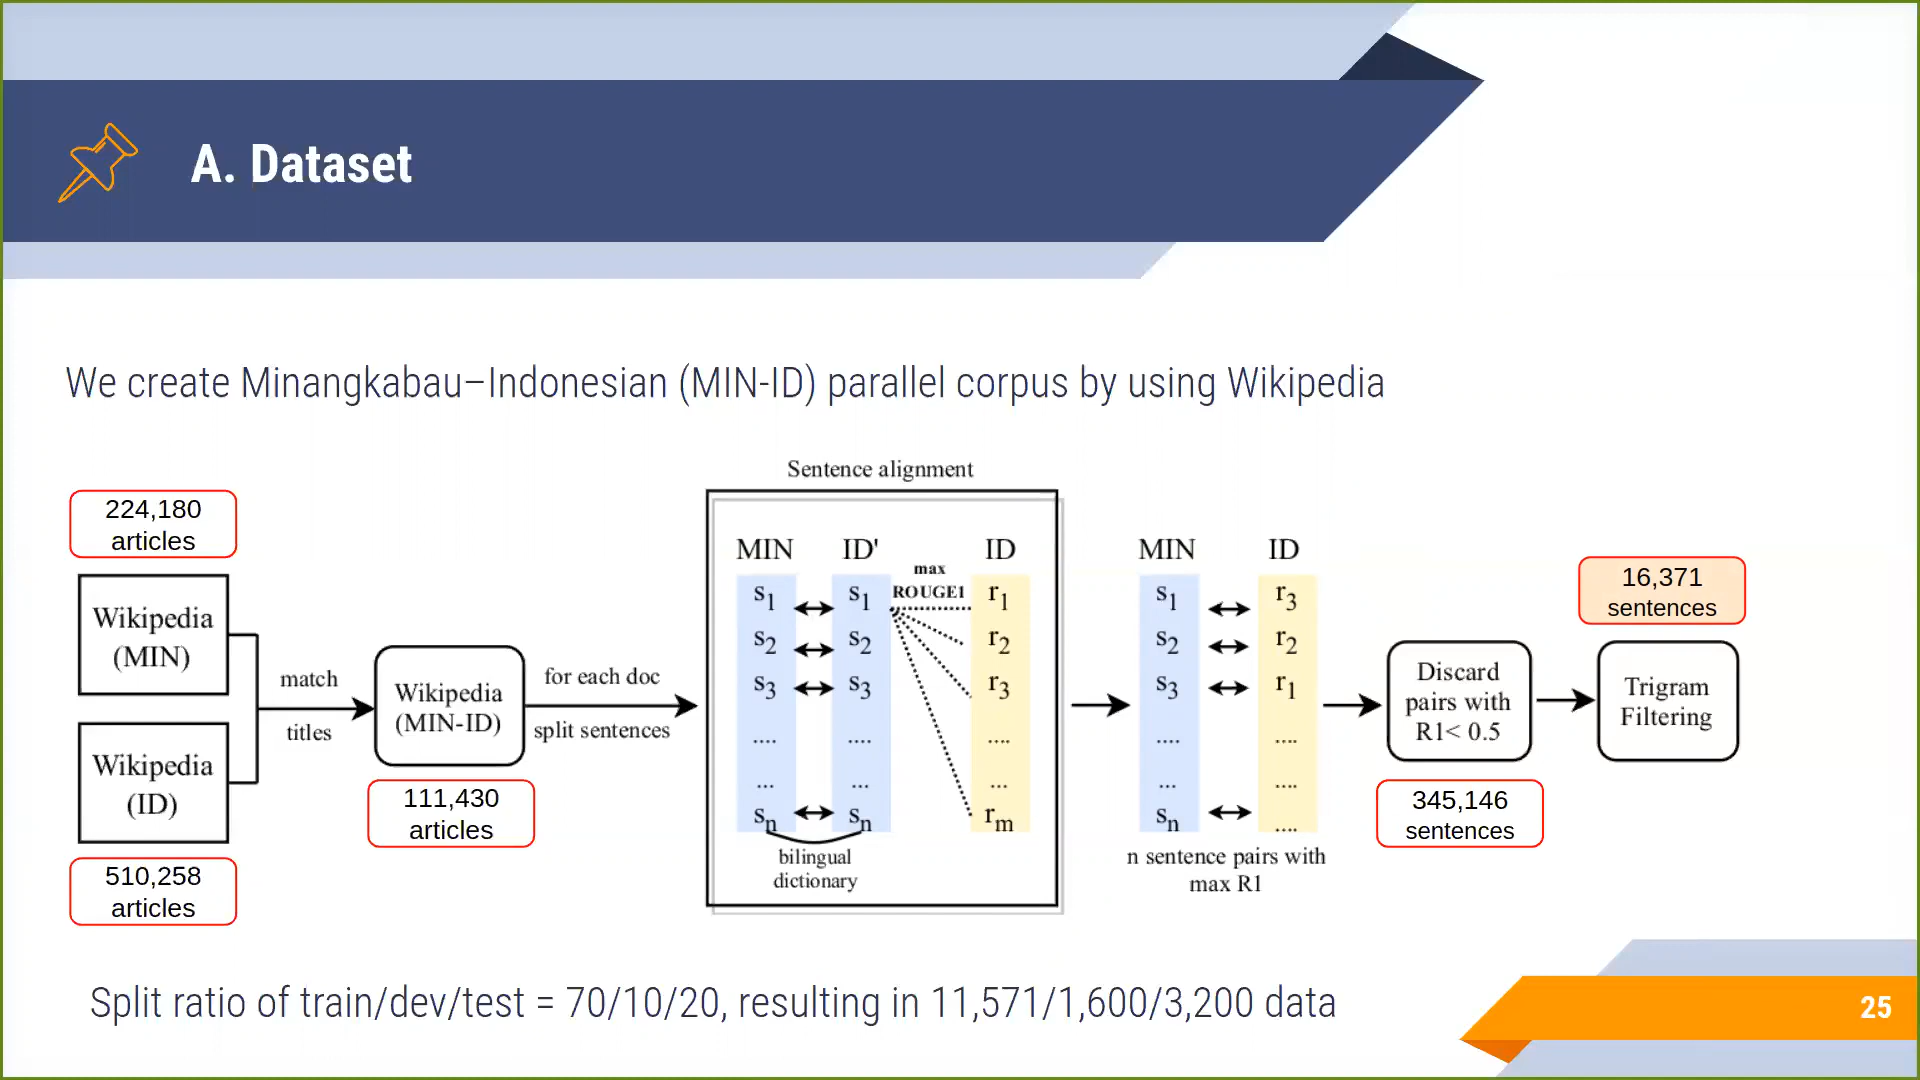 A. Dataset
We create Minangkabau–Indonesian (MIN-ID) parallel corpus by using Wikipedia
224,180
articles
Wikipedia
(MIN)
Wikipedia
(ID)
510,258
articles
match
titles
Wikipedia
(MIN-ID)
111,430
articles
for each doc
split sentences
Sentence alignment
MIN ID' ID
max
ROUGE1
s1 s1 r1
s2 s2 r2
s3 s3 r3
.... .... ....
... ... ...
sn sn rm
bilingual
dictionary
MIN ID
s1 r3
s2 r2
s3 r1
.... ....
... ....
sn ....
n sentence pairs with
max R1
Discard
pairs with
R1< 0.5
345,146
sentences
16,371
sentences
Trigram
Filtering
Split ratio of train/dev/test = 70/10/20, resulting in 11,571/1,600/3,200 data
25